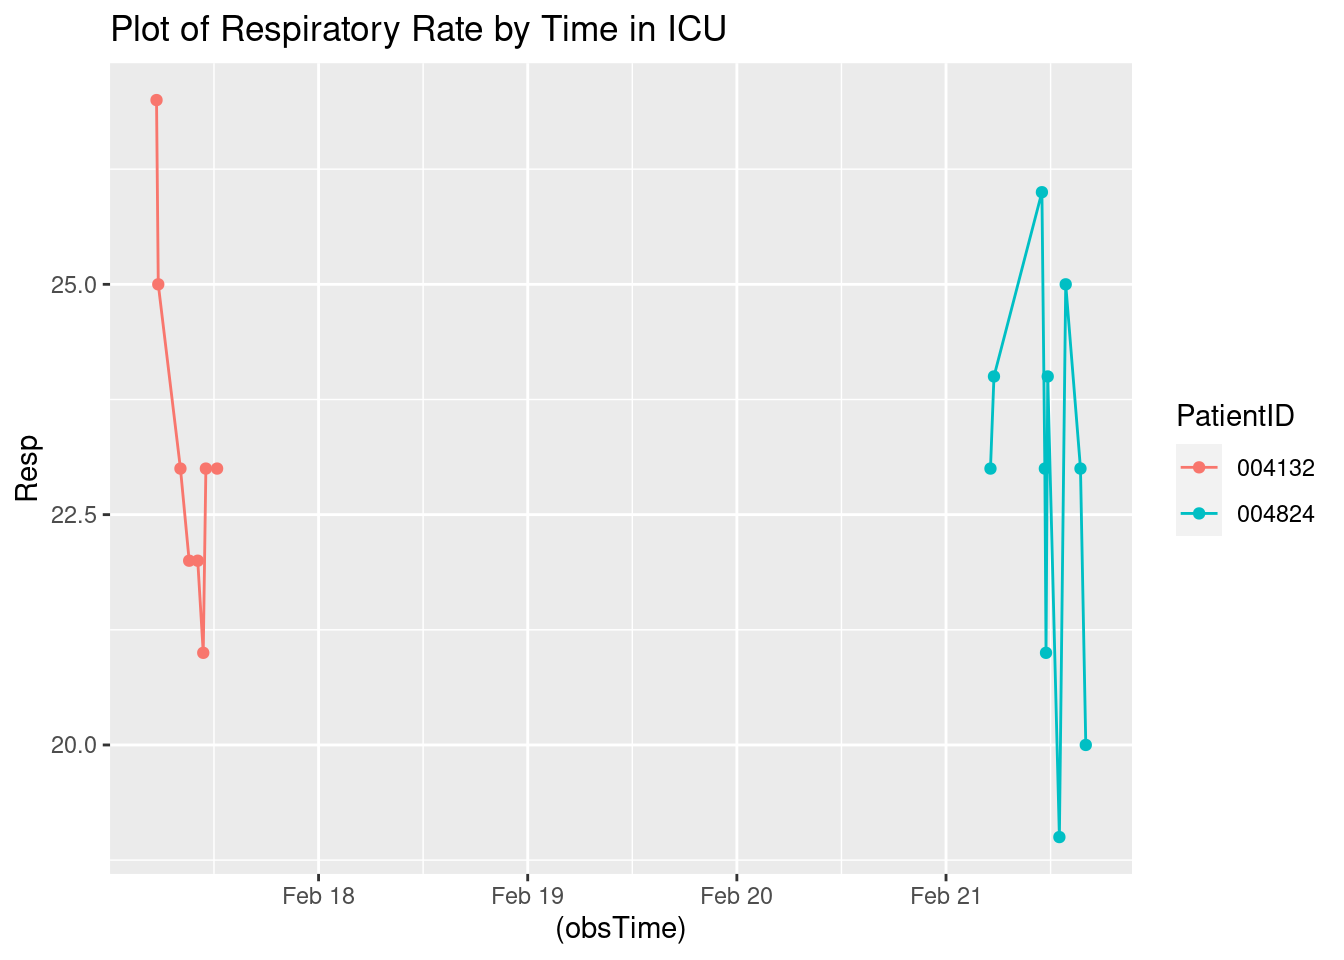 Plot of Respiratory Rate by Time in ICU
25.0
22.5
20.0
Resp
Feb 18
Feb 19
Feb 20
Feb 21
(obsTime)
PatientID
004132
004824